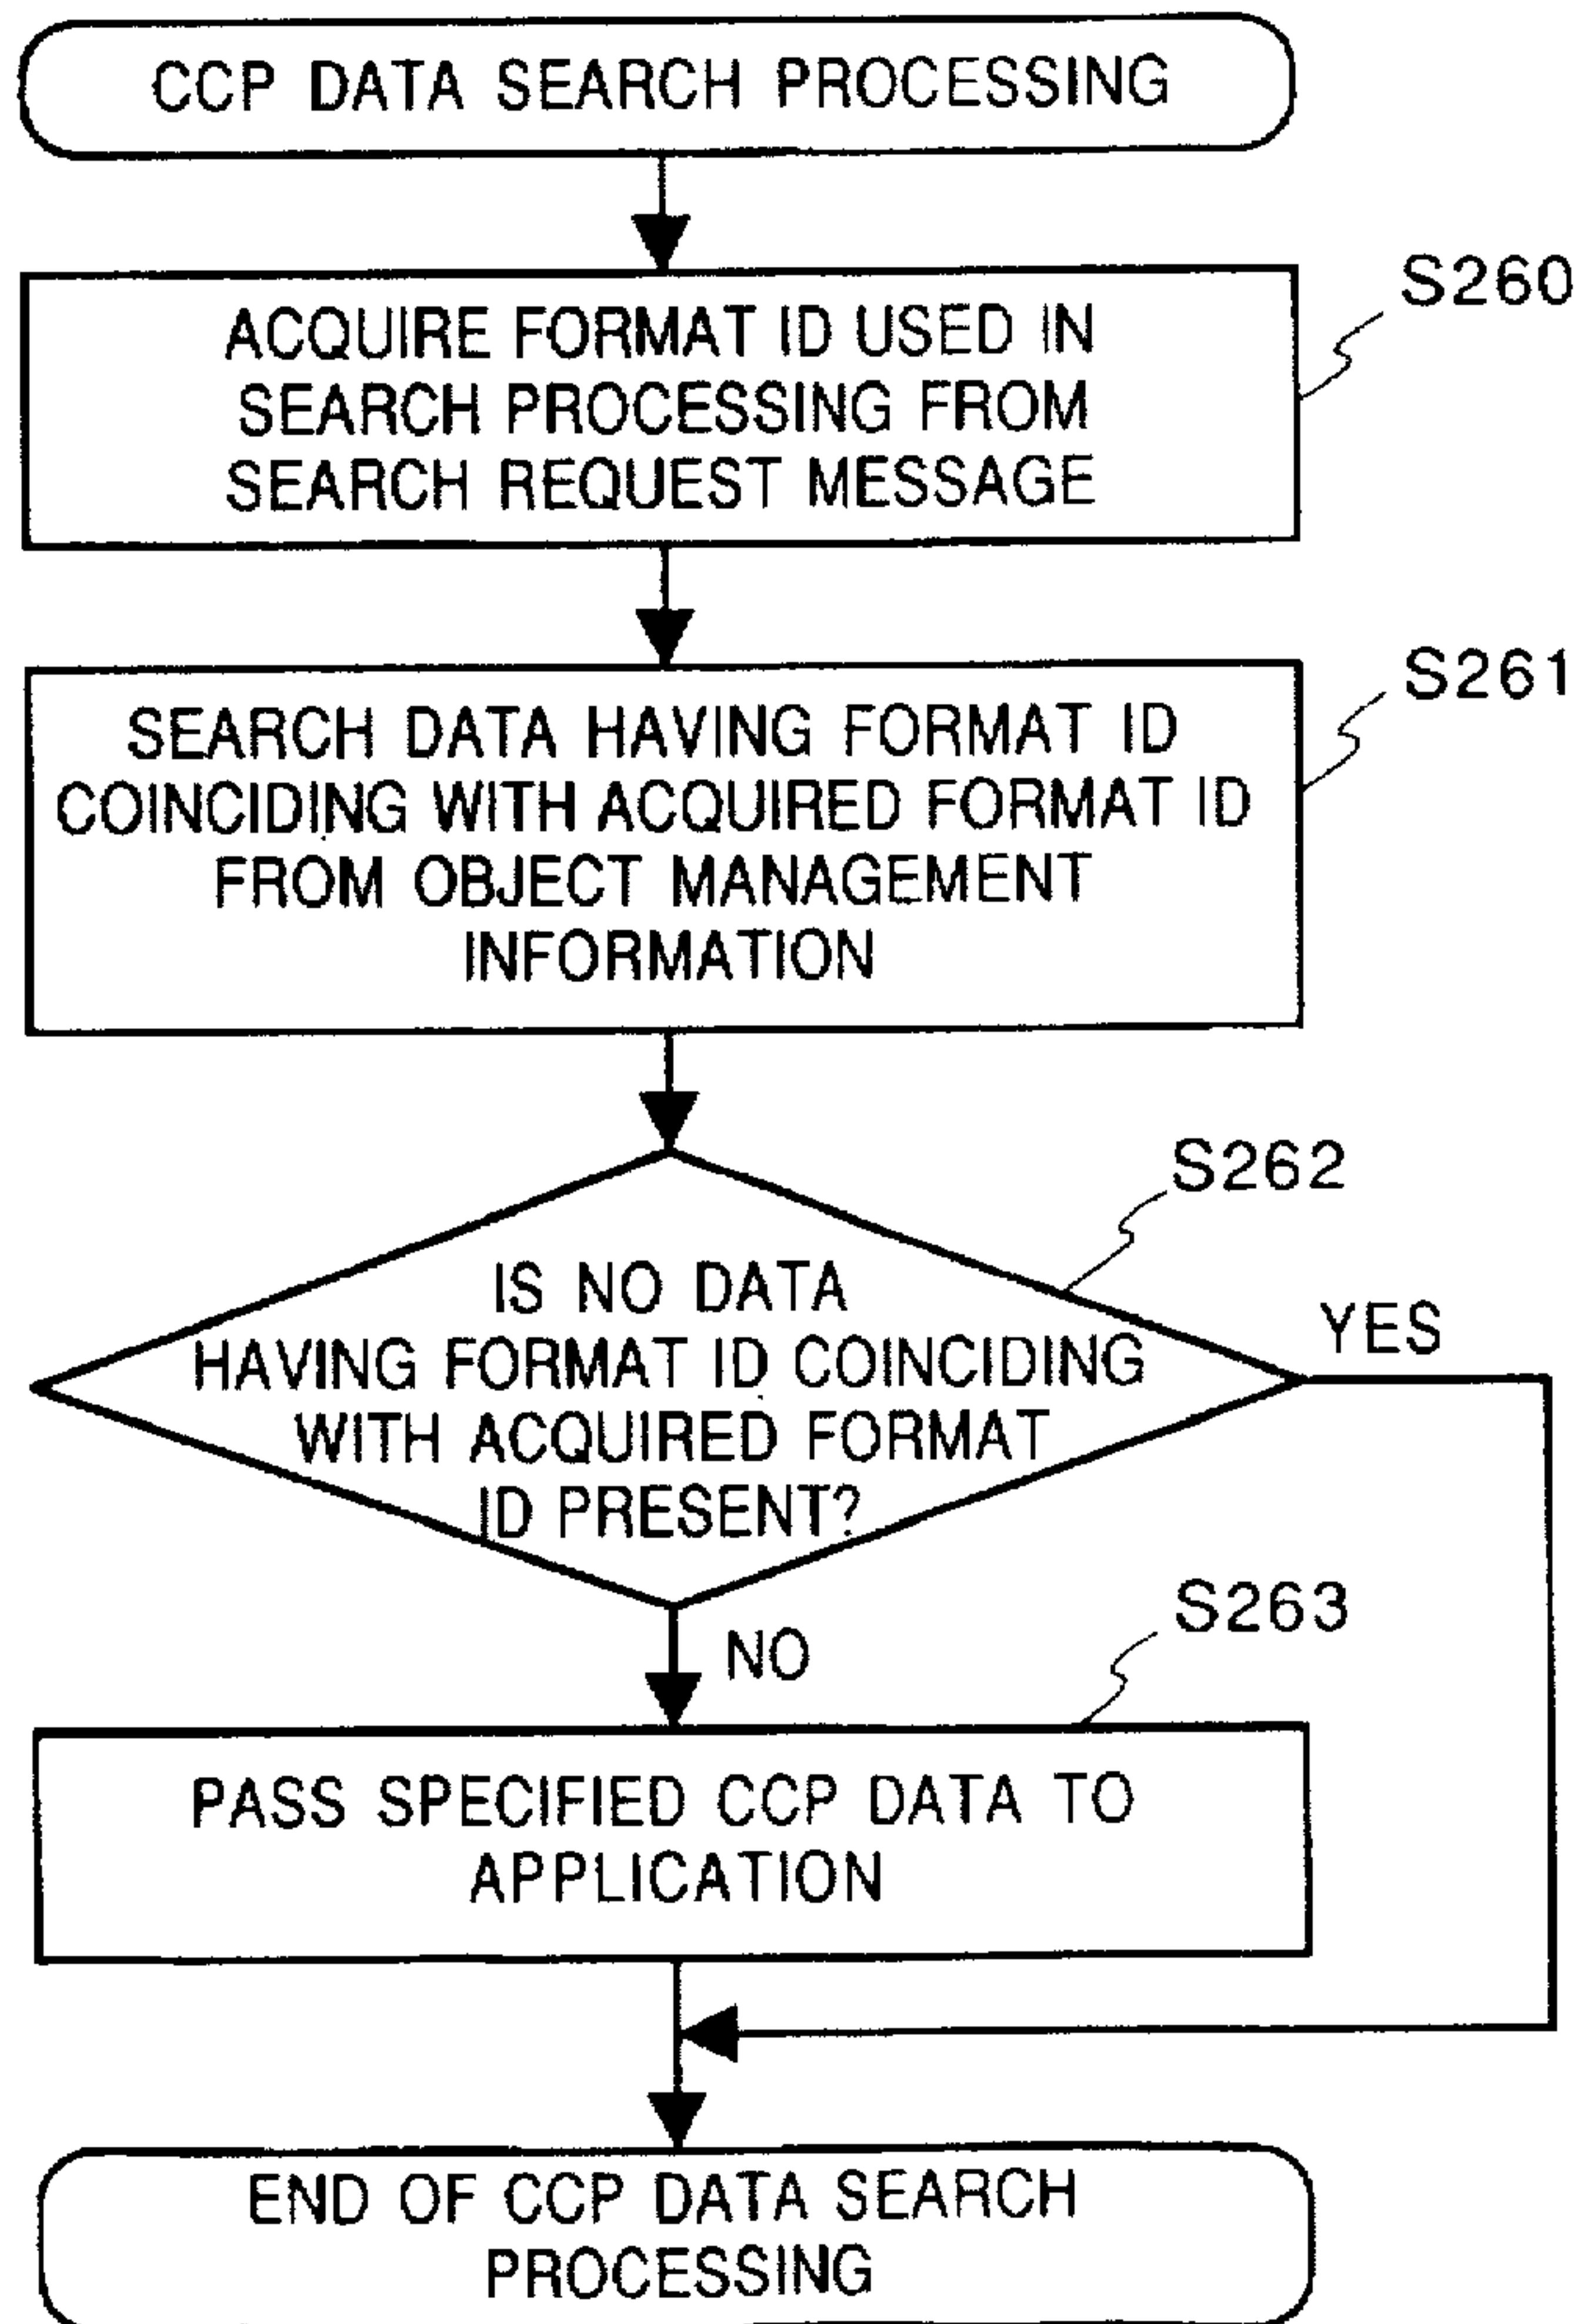 CCP DATA SEARCH PROCESSING
S260
ACQUIRE FORMAT ID USED IN
SEARCH PROCESSING FROM
SEARCH REQUEST MESSAGE
S261
SEARCH DATA HAVING FORMAT ID
COINCIDING WITH ACQUIRED FORMAT ID
FROM OBJECT MANAGEMENT
INFORMATION
S262
IS NO DATA
HAVING FORMAT ID COINCIDING
WITH ACQUIRED FORMAT
ID PRESENT?
YES
NO
S263
PASS SPECIFIED CCP DATA TO
APPLICATION
END OF CCP DATA SEARCH
PROCESSING